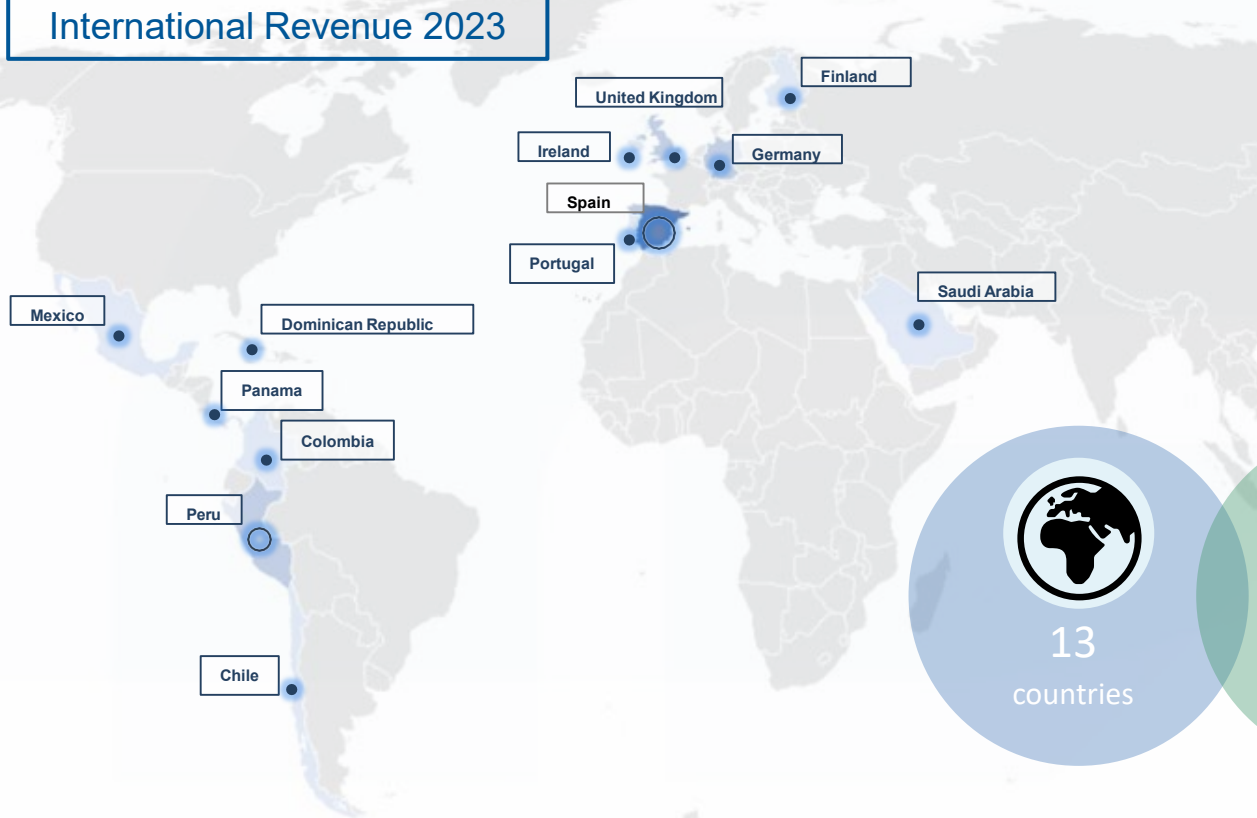 International Revenue 2023
Finland
United Kingdom
Ireland
Germany
Spain
Portugal
Saudi Arabia
Mexico
Dominican Republic
Panama
Colombia
Peru
Chile
13
countries